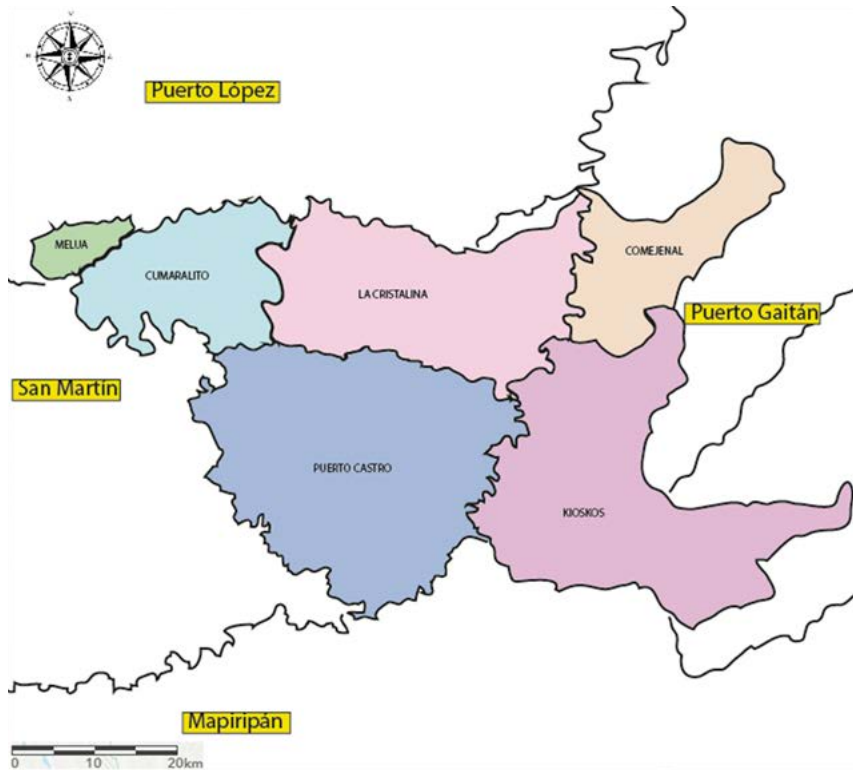 Puerto López
MELUA
COMEJENAL
CUMARALITO
LA CRISTALINA
Puerto Gaitán
San Martín
PUERTO CASTRO
KIOSKOS
Mapiripán
0 10 20km